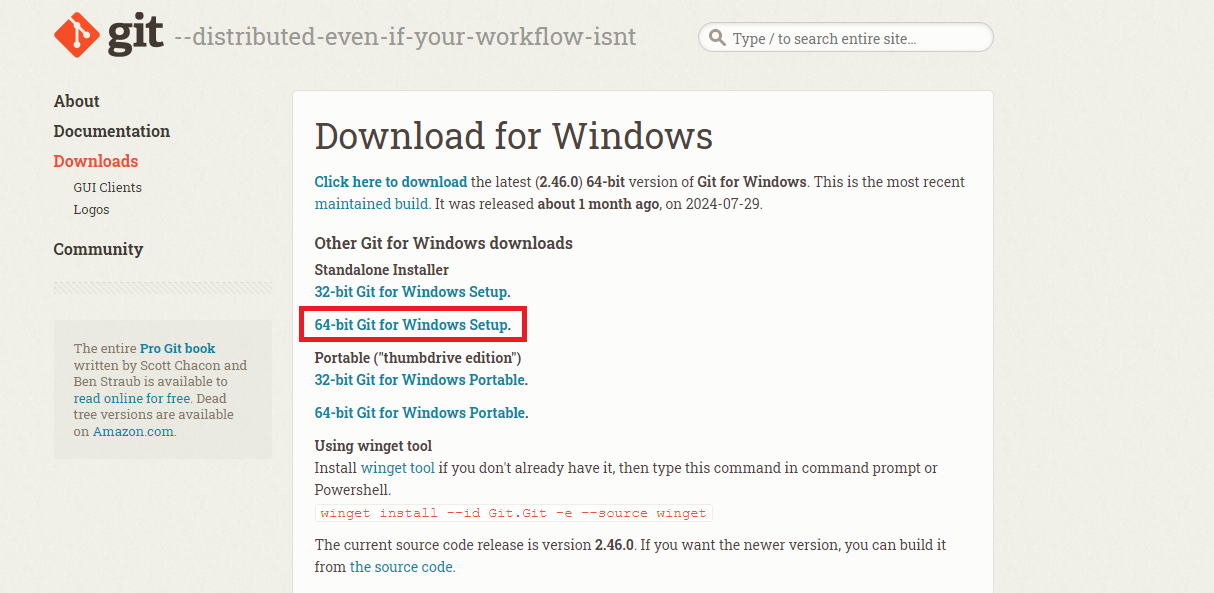 git --distributed-even-if-your-workflow-isnt
Type / to search entire site...
About
Documentation
Downloads
GUI Clients
Logos
Community
The entire Pro Git book
written by Scott Chacon and
Ben Straub is available to
read online for free. Dead
tree versions are available
on Amazon.com.
Download for Windows
Click here to download the latest (2.46.0) 64-bit version of Git for Windows. This is the most recent
maintained build. It was released about 1 month ago, on 2024-07-29.
Other Git for Windows downloads
Standalone Installer
32-bit Git for Windows Setup.
64-bit Git for Windows Setup.
Portable ("thumbdrive edition")
32-bit Git for Windows Portable.
64-bit Git for Windows Portable.
Using winget tool
Install winget tool if you don't already have it, then type this command in command prompt or
Powershell.
winget install --id Git.Git -e --source winget
The current source code release is version 2.46.0. If you want the newer version, you can build it
from the source code.